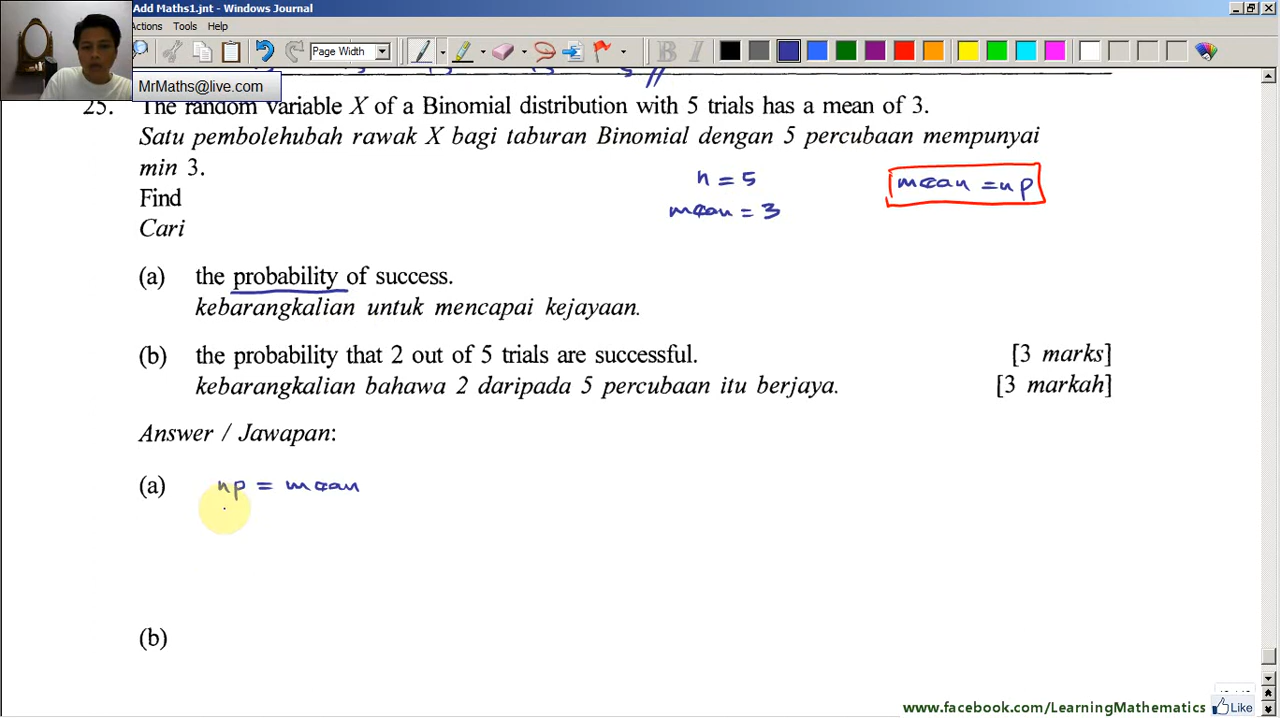 Add Maths1.jnt - Windows Journal
Actions Tools Help
Page Width
B I
MrMaths@live.com
25. The random variable X of a Binomial distribution with 5 trials has a mean of 3.
Satu pembolehubah rawak X bagi taburan Binomial dengan 5 percubaan mempunyai
min 3.
n = 5
mean = np
Find
mean = 3
Cari
(a) the probability of success.
kebarangkalian untuk mencapai kejayaan.
(b) the probability that 2 out of 5 trials are successful. [3 marks]
kebarangkalian bahawa 2 daripada 5 percubaan itu berjaya. [3 markah]
Answer / Jawapan:
(a) np = mean
(b)
www.facebook.com/LearningMathematics Like